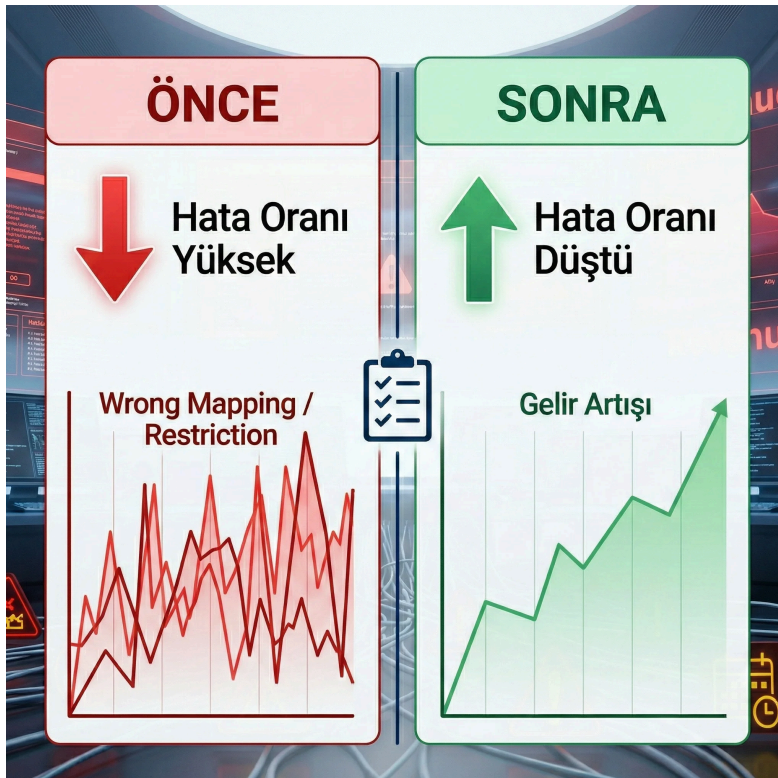 ÖNCE
Hata Oranı
Yüksek
Wrong Mapping /
Restriction
SONRA
Hata Oranı
Düştü
Gelir Artışı